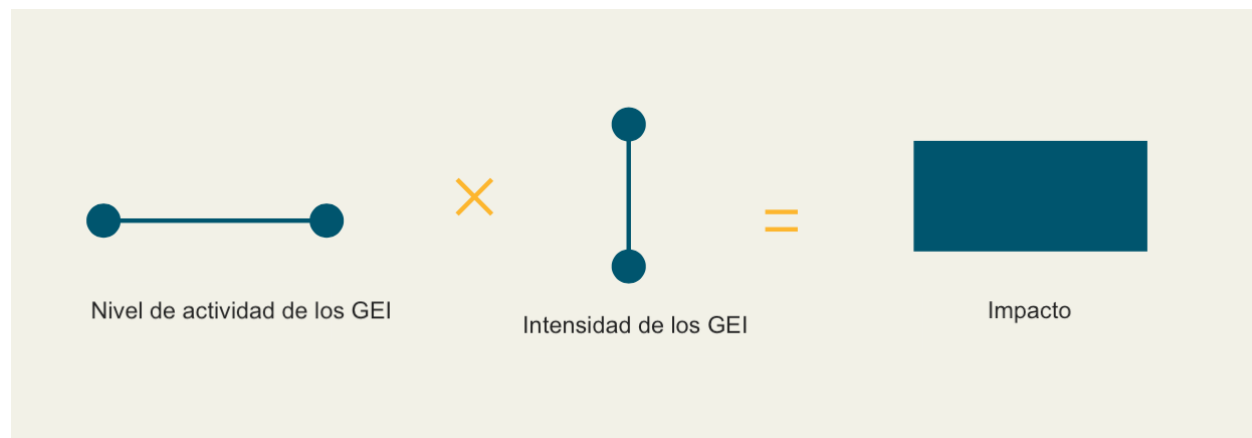 Nivel de actividad de los GEI
×
Intensidad de los GEI
=
Impacto